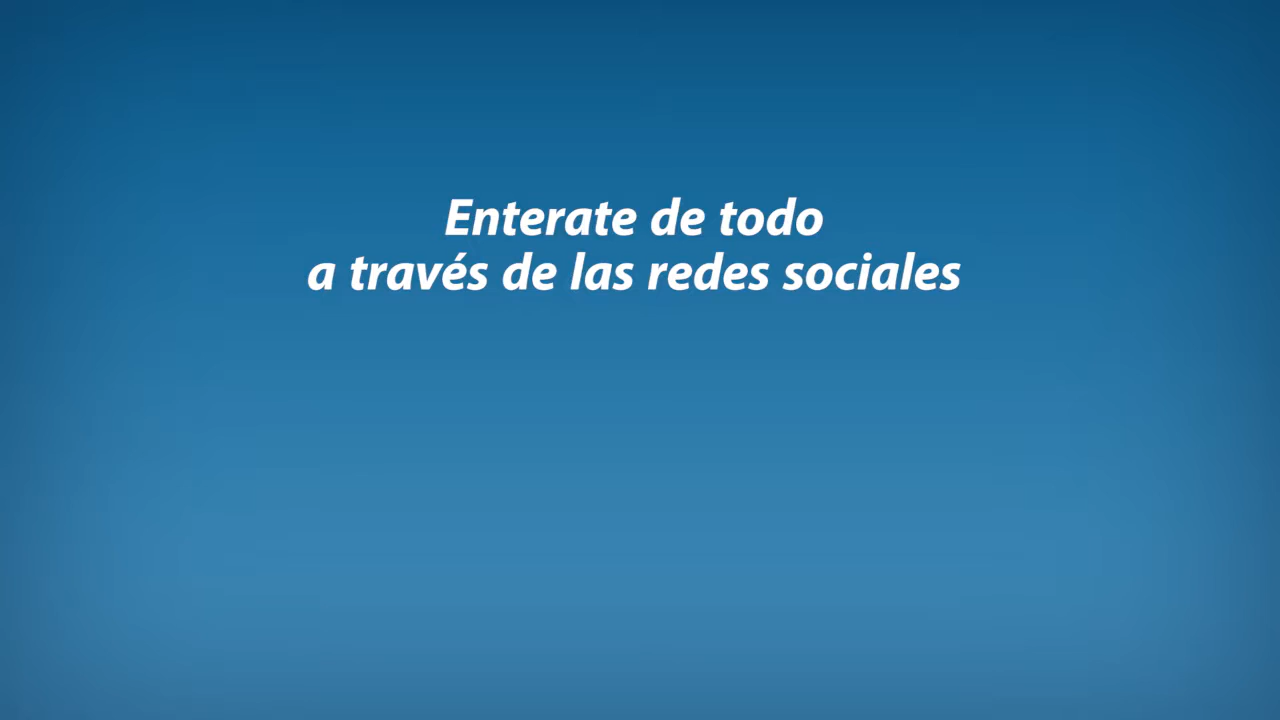 Enterate de todo
a través de las redes sociales